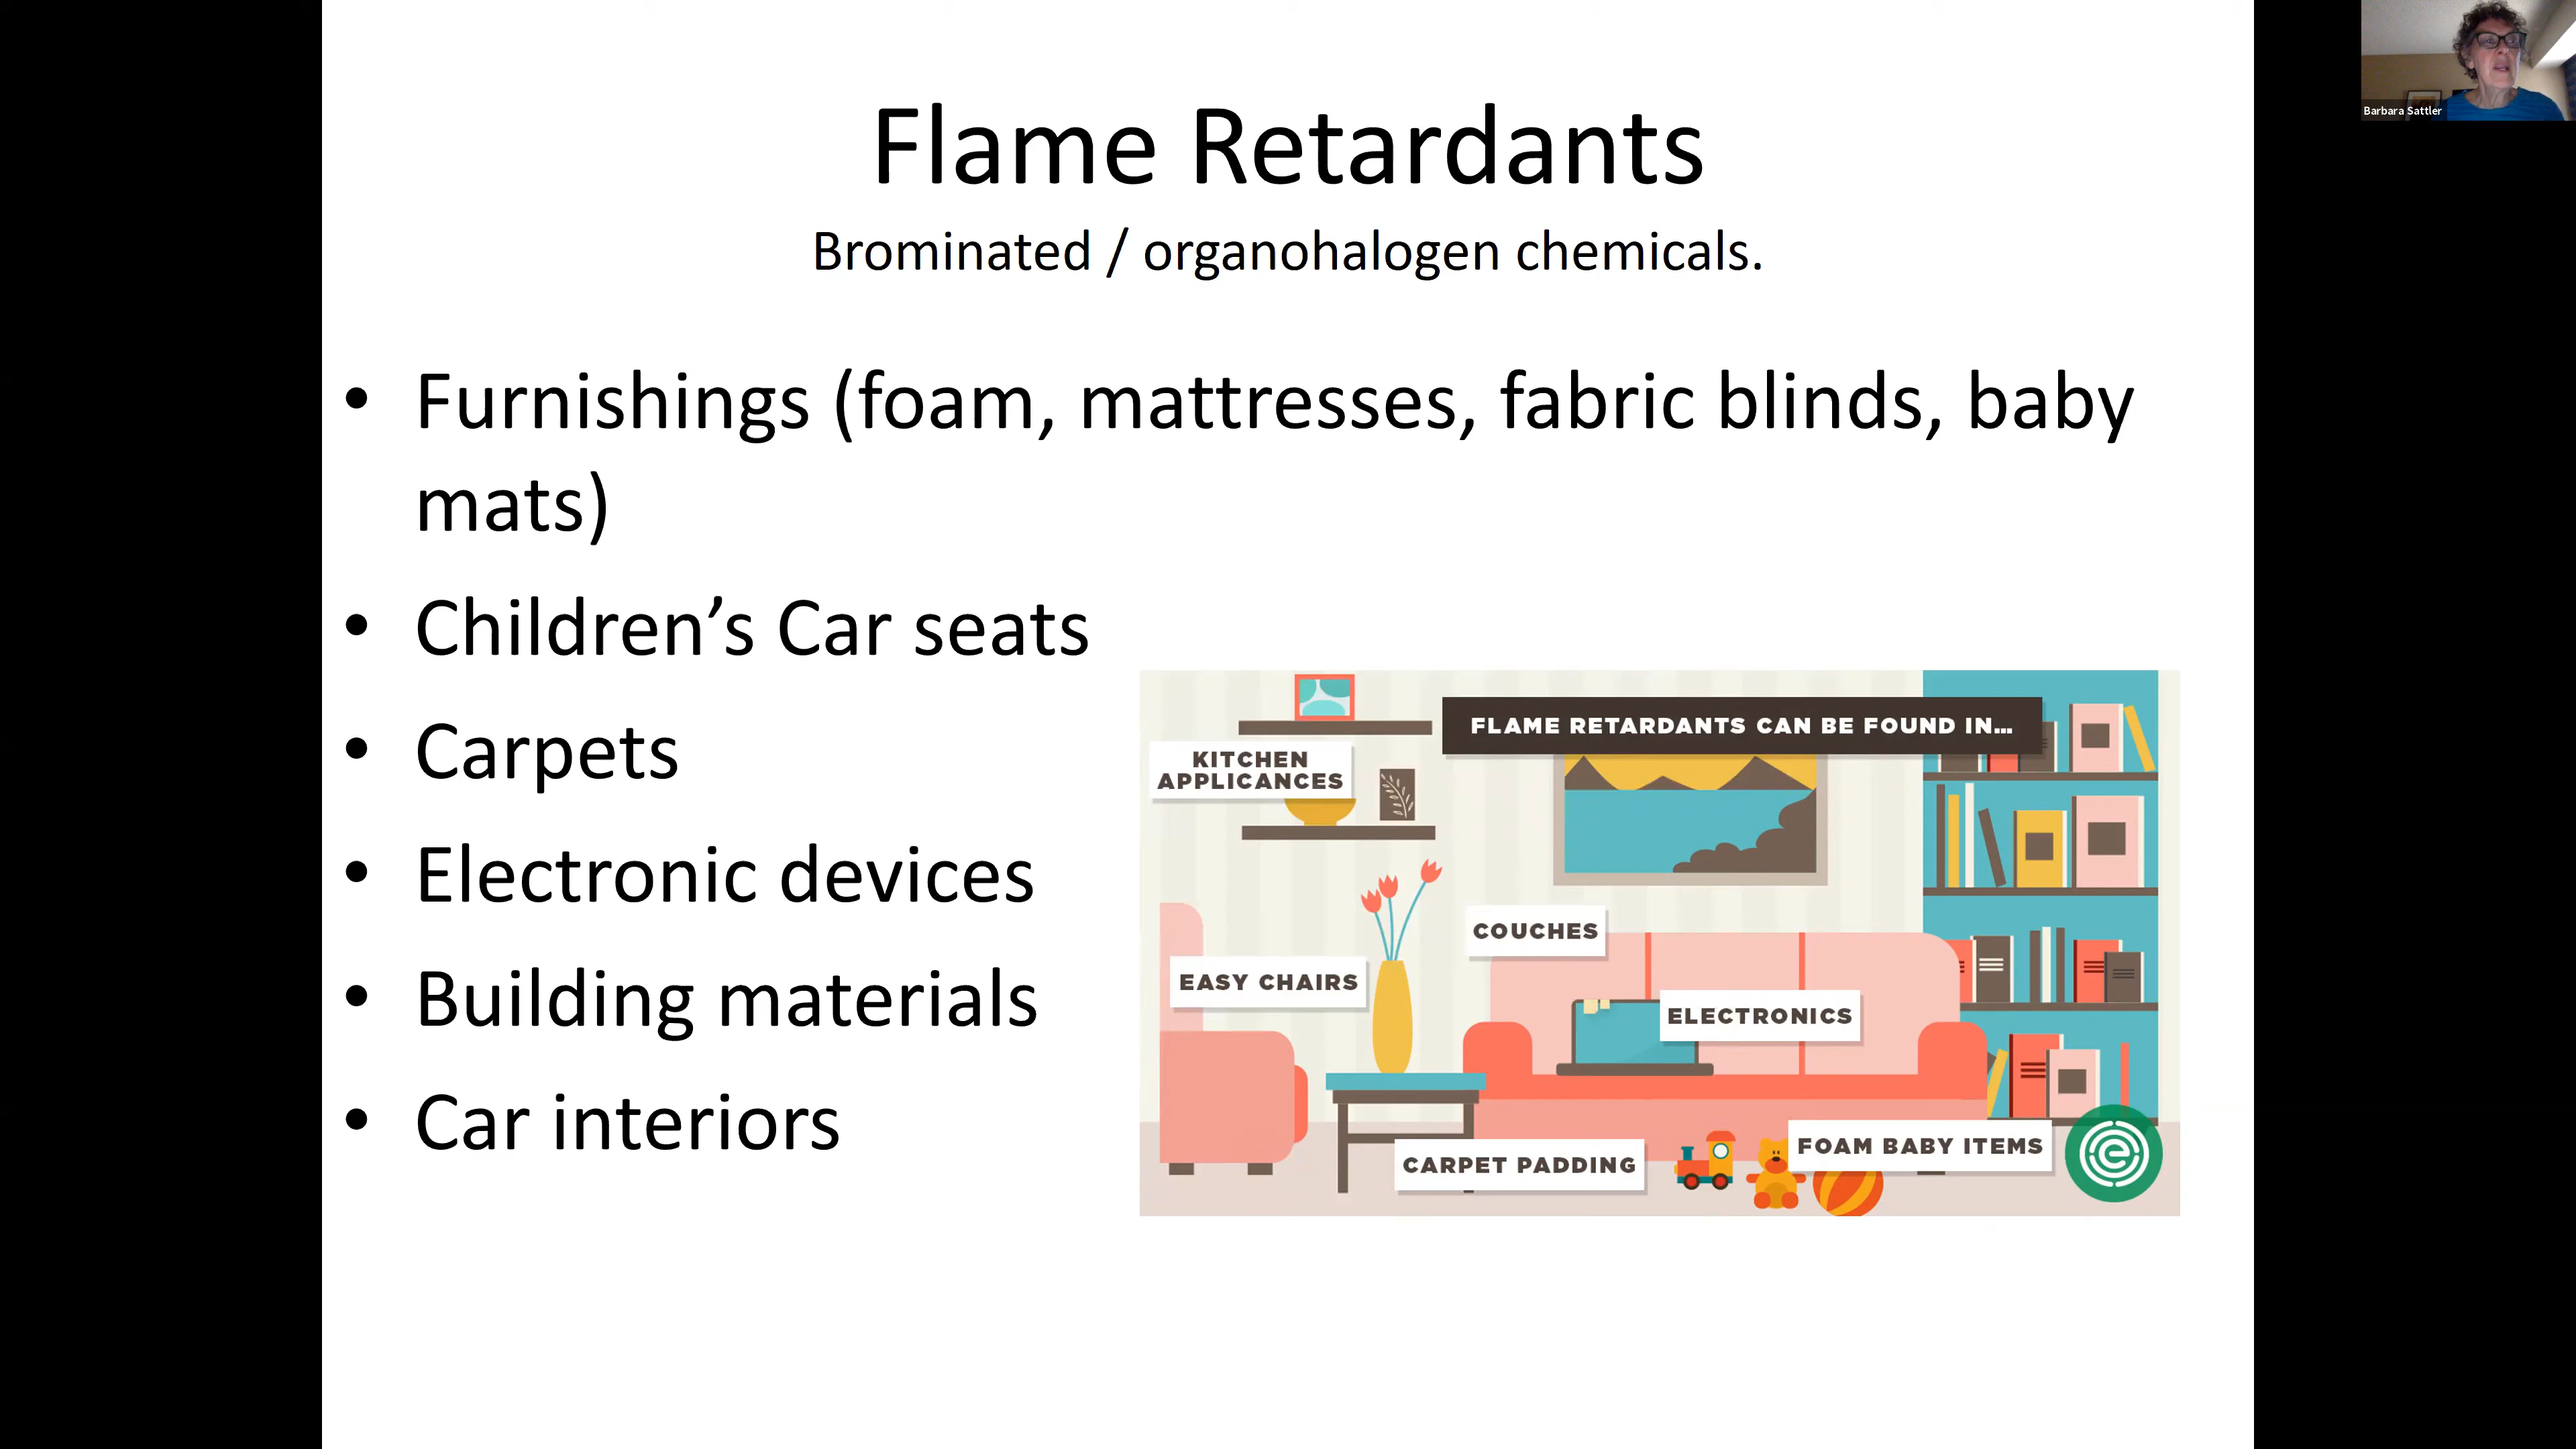 Flame Retardants
Brominated / organohalogen chemicals.
• Furnishings (foam, mattresses, fabric blinds, baby
mats)
• Children’s Car seats
• Carpets
• Electronic devices
• Building materials
• Car interiors
FLAME RETARDANTS CAN BE FOUND IN...
KITCHEN
APPLICANCES
COUCHES
EASY CHAIRS
ELECTRONICS
CARPET PADDING
FOAM BABY ITEMS
e
Barbara Sattler